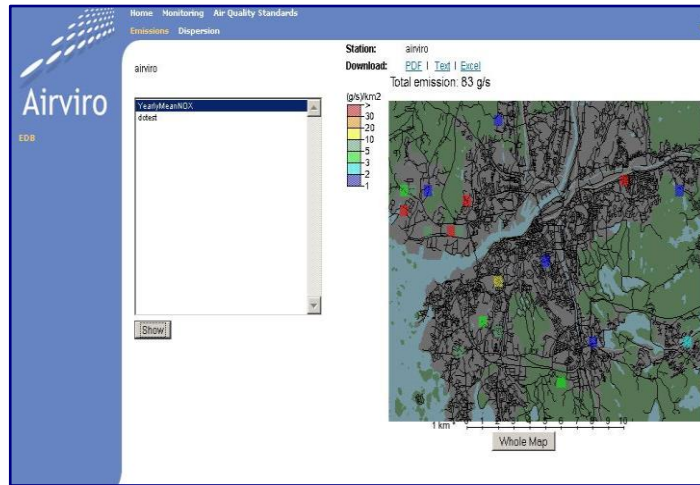 Home Monitoring Air Quality Standards
Emissions Dispersion
Airviro
EDB
airviro
YearlyMeanNOX
dctest
Show
Station: airviro
Download: PDF | Text | Excel
Total emission: 83 g/s
(g/s)/km2
>
30
20
10
5
3
2
1
1 km * 0 1 2 3 4 5 6 7 8 9 10
Whole Map